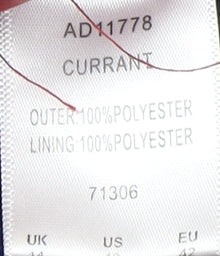 AD11778
CURRANT
OUTER:100%POLYESTER
LINING:100%POLYESTER
71306
UK US EU